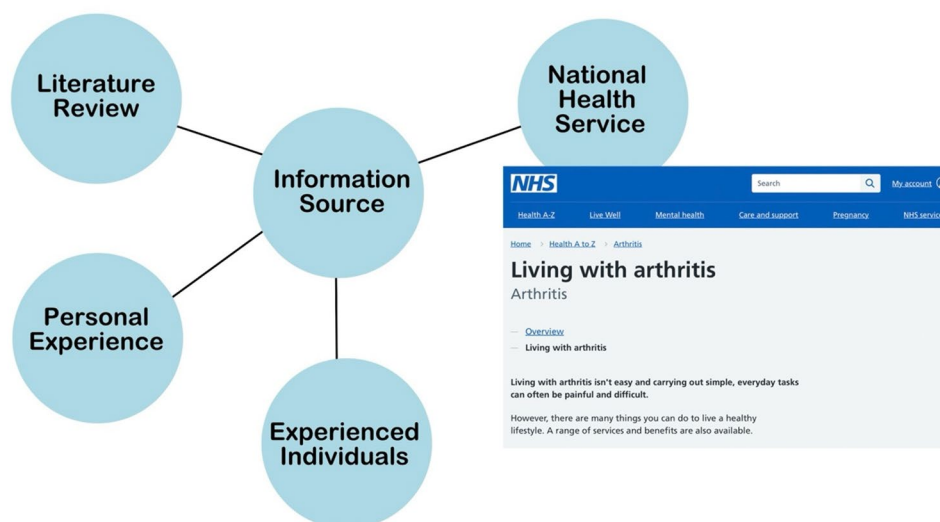 Literature
Review
National
Health
Service
Information
Source
Personal
Experience
Experienced
Individuals
NHS
Search
My account
Health A-Z
Live Well
Mental health
Care and support
Pregnancy
NHS service
Home > Health A to Z > Arthritis
Living with arthritis
Arthritis
— Overview
— Living with arthritis
Living with arthritis isn't easy and carrying out simple, everyday tasks
can often be painful and difficult.
However, there are many things you can do to live a healthy
lifestyle. A range of services and benefits are also available.